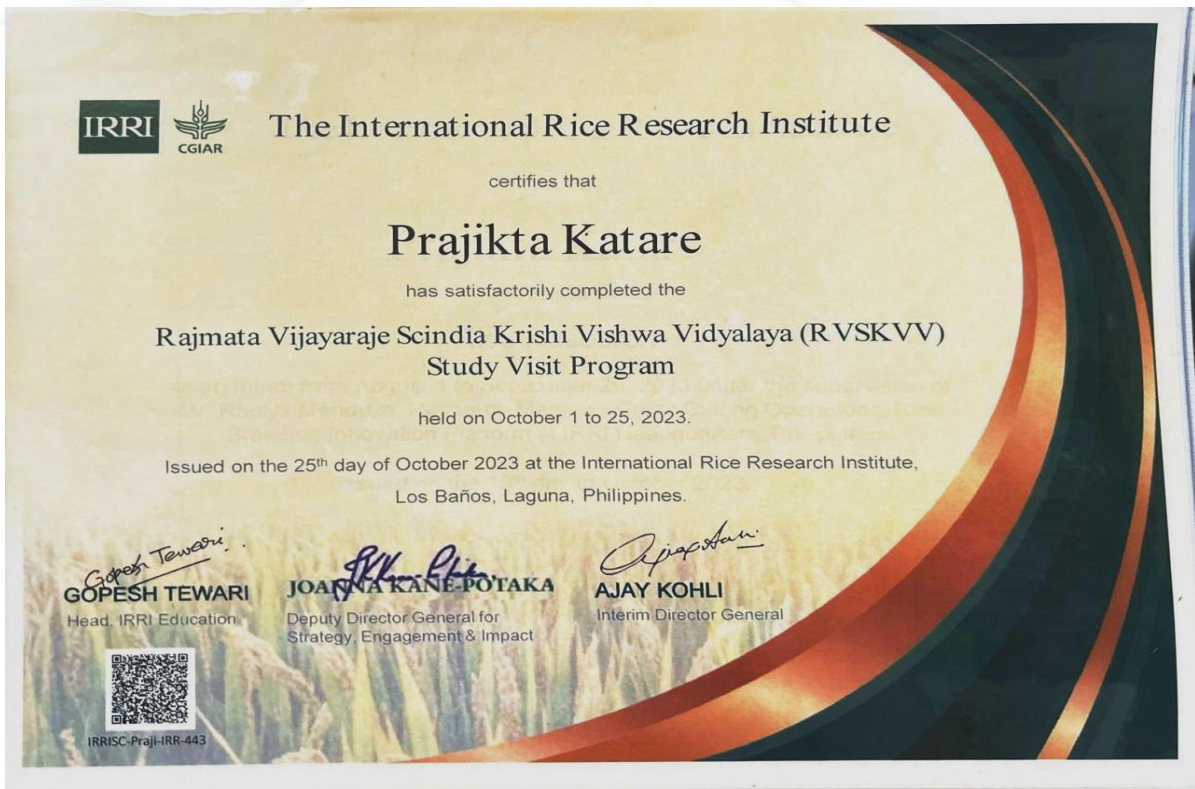 IRRI
CGIAR
The International Rice Research Institute
certifies that
Prajikta Katare
has satisfactorily completed the
Rajmata Vijayaraje Scindia Krishi Vishwa Vidyalaya (RVSKVV)
Study Visit Program
held on October 1 to 25, 2023.
Issued on the 25th day of October 2023 at the International Rice Research Institute,
Los Baños, Laguna, Philippines.
Gopesh Tewari
GOPESH TEWARI
Head, IRRI Education
JOANNA KANE-POTAKA
Deputy Director General for
Strategy, Engagement & Impact
AJAY KOHLI
Interim Director General
IRRISC-Praji-IRR-443